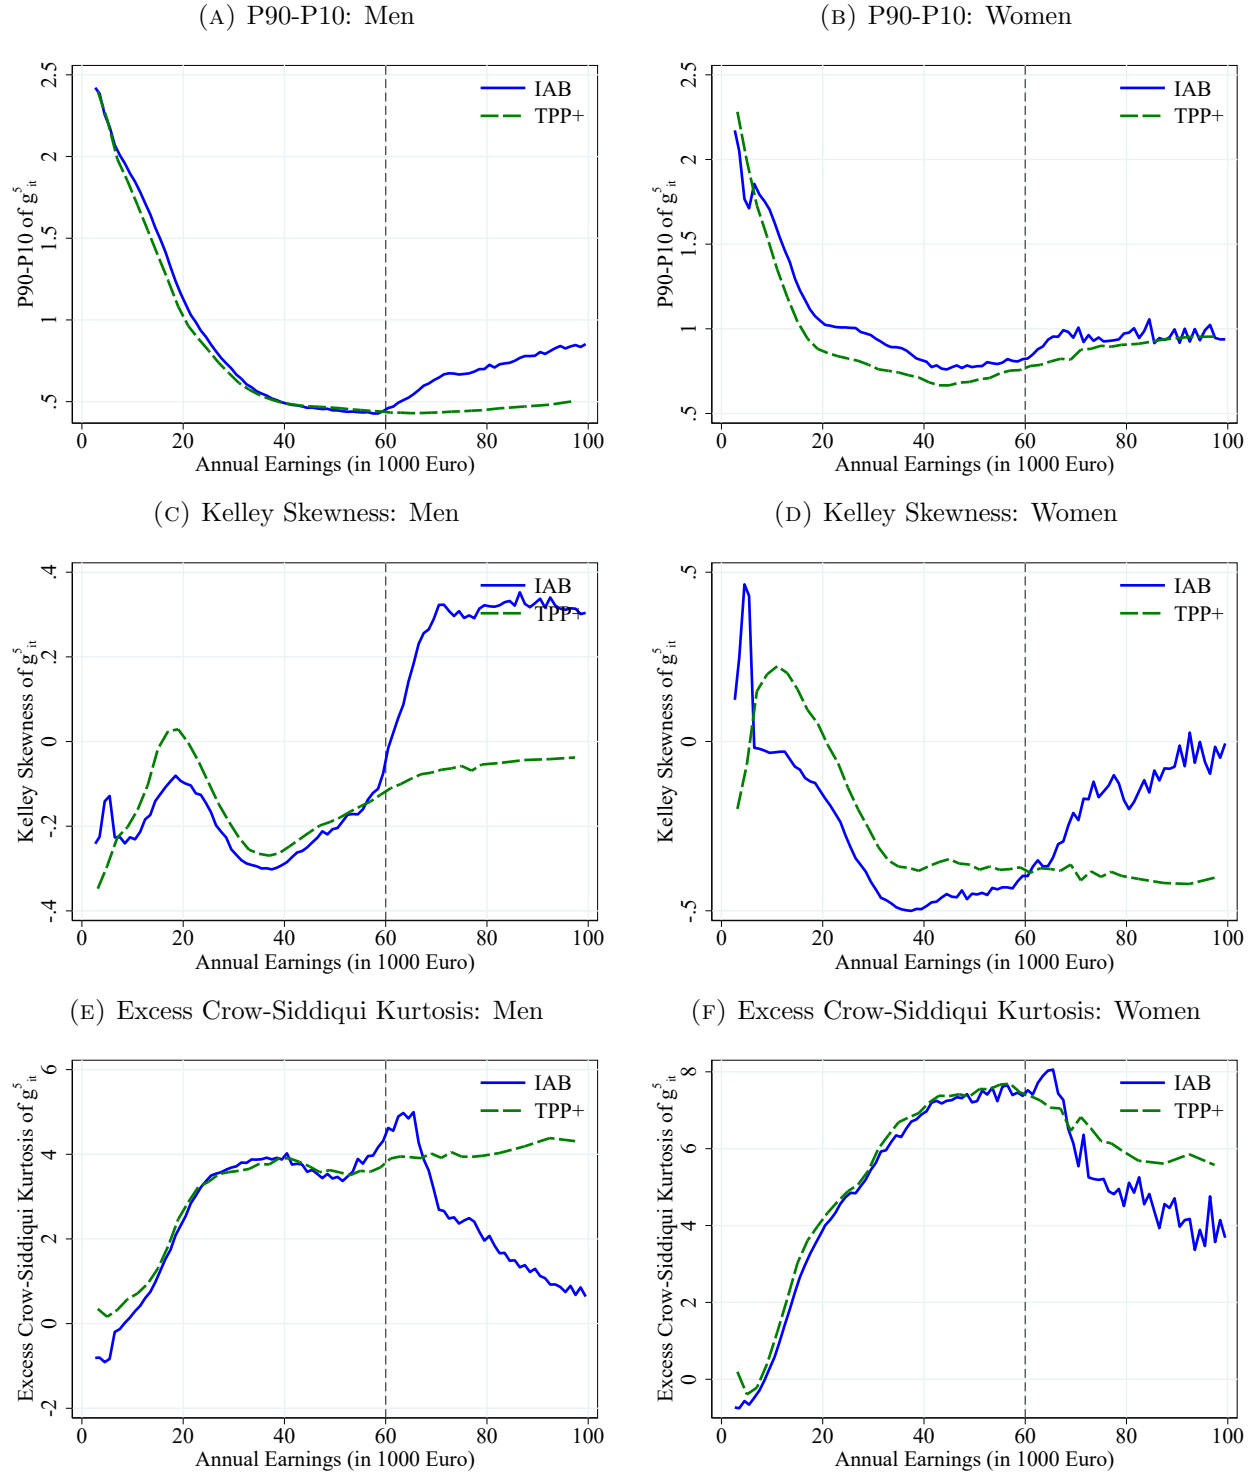 (A) P90-P10: Men
2.5
2
1.5
1
.5
P90-P10 of g⁵ᵢₜ
IAB
TPP+
0 20 40 60 80 100
Annual Earnings (in 1000 Euro)
(B) P90-P10: Women
2.5
2
1.5
1
.5
P90-P10 of g⁵ᵢₜ
IAB
TPP+
0 20 40 60 80 100
Annual Earnings (in 1000 Euro)
(C) Kelley Skewness: Men
.4
.2
0
-.2
-.4
Kelley Skewness of g⁵ᵢₜ
IAB
TPP+
0 20 40 60 80 100
Annual Earnings (in 1000 Euro)
(D) Kelley Skewness: Women
.5
0
-.5
Kelley Skewness of g⁵ᵢₜ
IAB
TPP+
0 20 40 60 80 100
Annual Earnings (in 1000 Euro)
(E) Excess Crow-Siddiqui Kurtosis: Men
6
4
2
0
-2
Excess Crow-Siddiqui Kurtosis of g⁵ᵢₜ
IAB
TPP+
0 20 40 60 80 100
Annual Earnings (in 1000 Euro)
(F) Excess Crow-Siddiqui Kurtosis: Women
8
6
4
2
0
Excess Crow-Siddiqui Kurtosis of g⁵ᵢₜ
IAB
TPP+
0 20 40 60 80 100
Annual Earnings (in 1000 Euro)